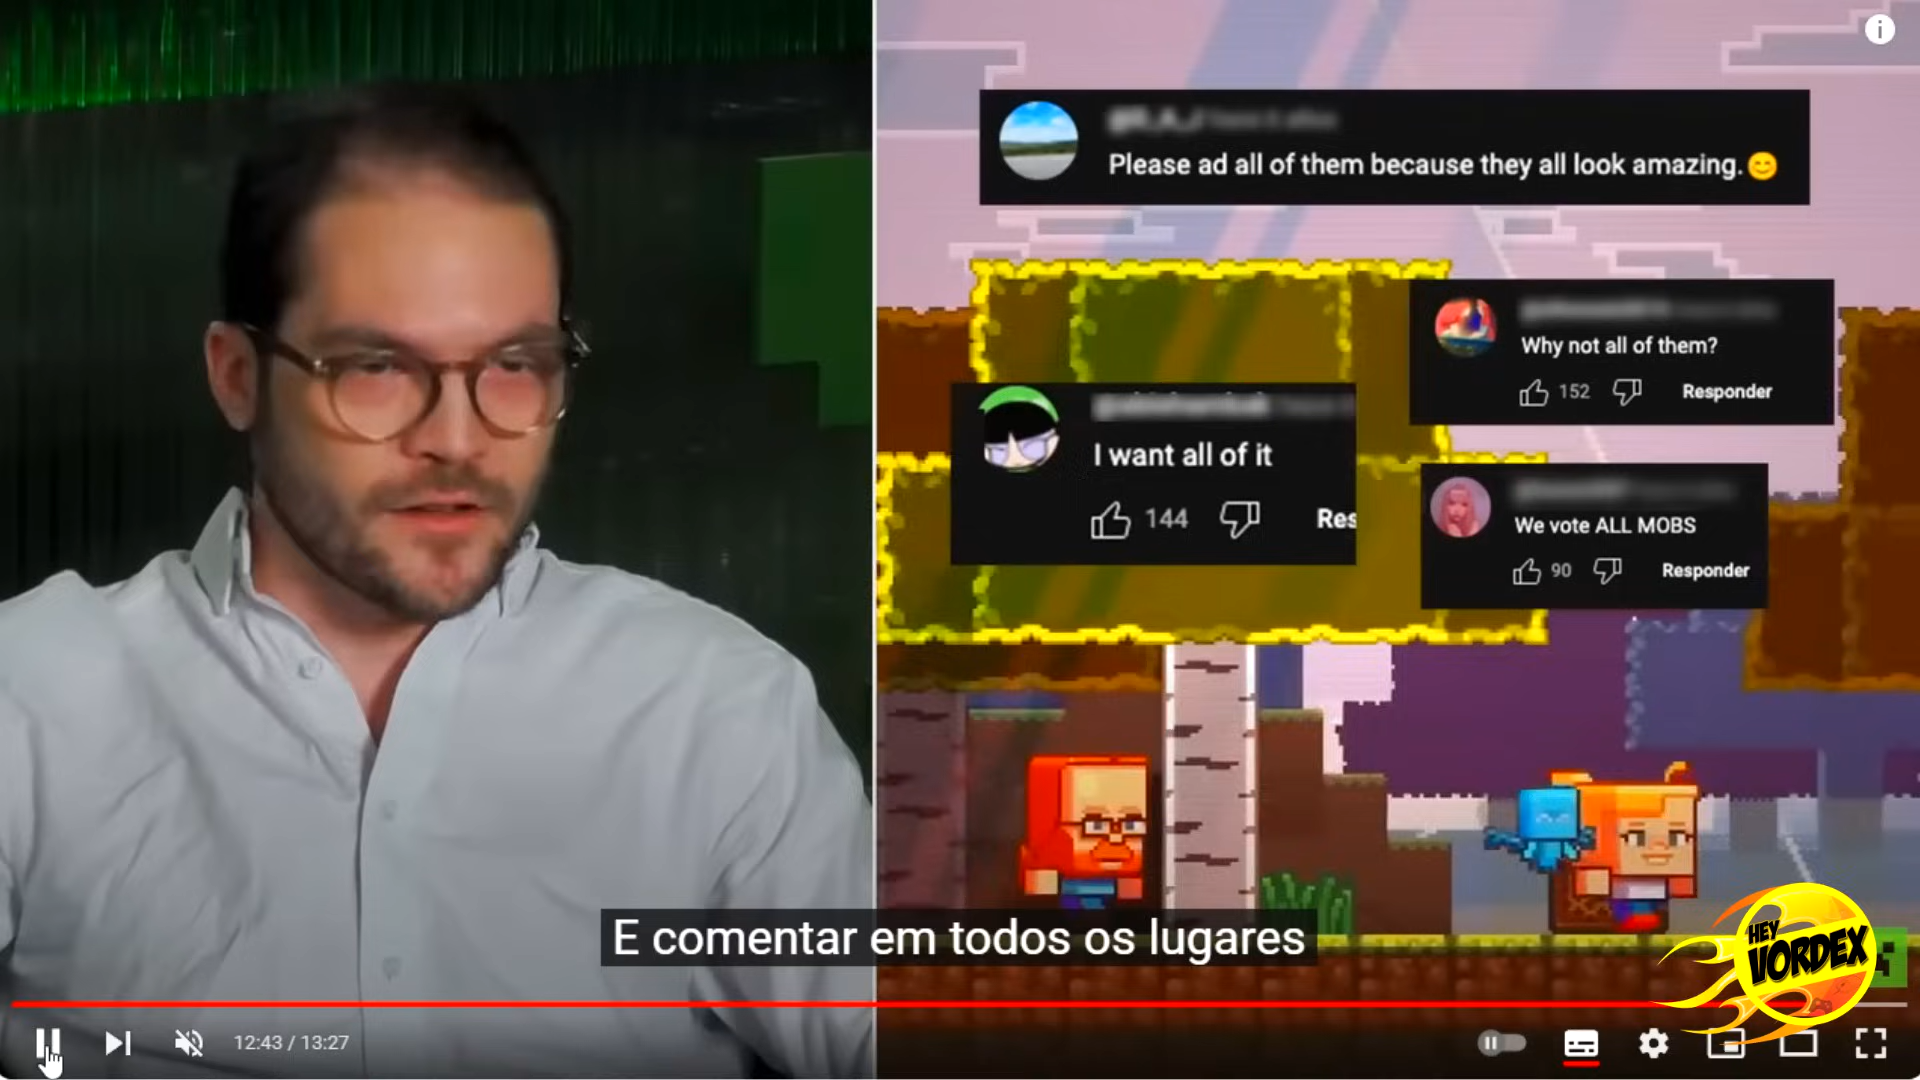 Please ad all of them because they all look amazing.😊
Why not all of them?
152 Responder
I want all of it
144 Res
We vote ALL MOBS
90 Responder
E comentar em todos os lugares
HEY
VORDEX
12:43 / 13:27